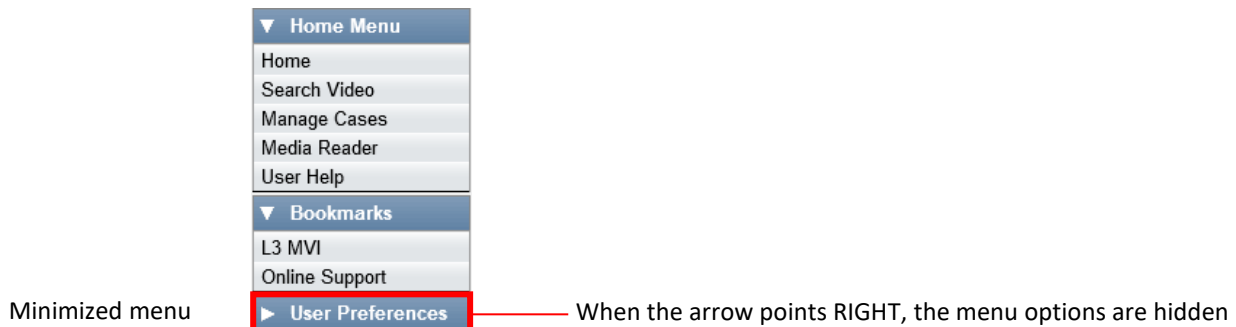 ▼ Home Menu
Home
Search Video
Manage Cases
Media Reader
User Help
▼ Bookmarks
L3 MVI
Online Support
Minimized menu ► User Preferences When the arrow points RIGHT, the menu options are hidden